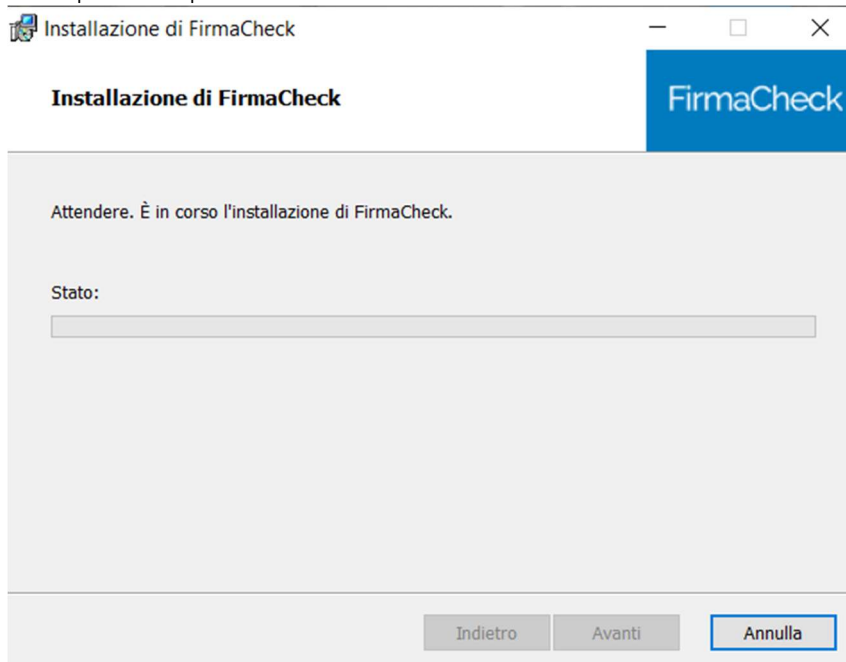 Installazione di FirmaCheck
Installazione di FirmaCheck
FirmaCheck
Attendere. È in corso l'installazione di FirmaCheck.
Stato:
Indietro
Avanti
Annulla